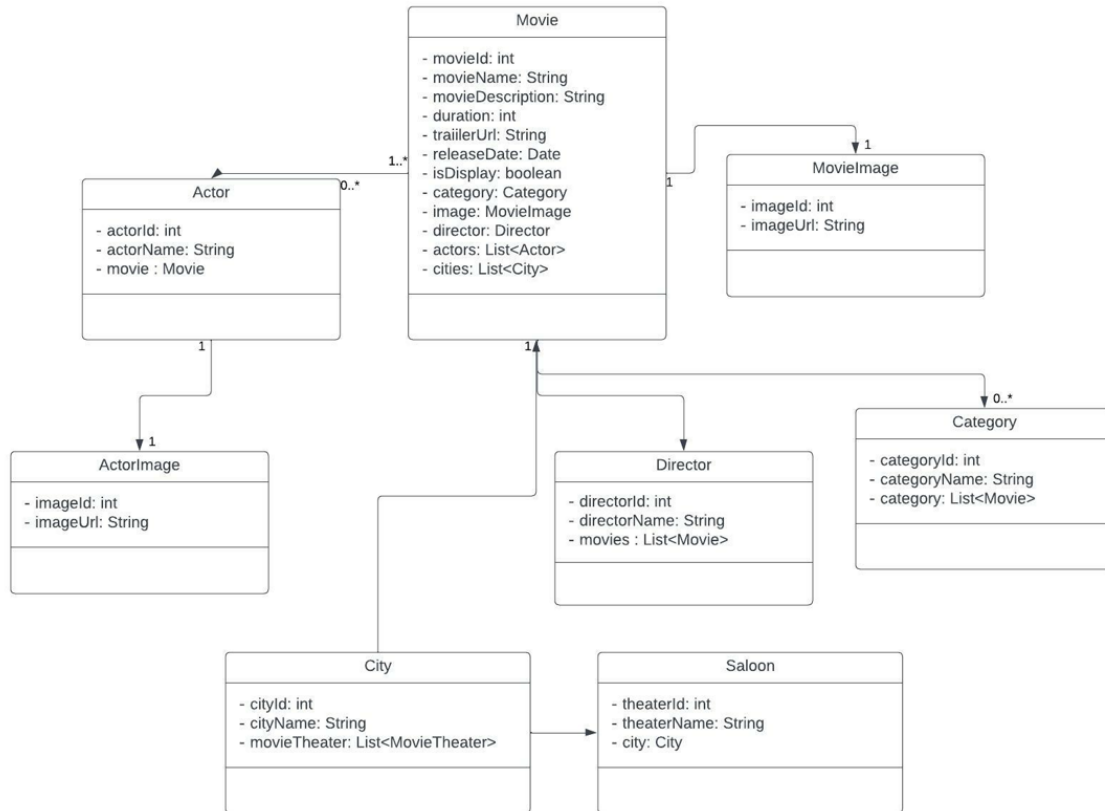 Movie
- movieId: int
- movieName: String
- movieDescription: String
- duration: int
- traiilerUrl: String
- releaseDate: Date
- isDisplay: boolean
- category: Category
- image: MovieImage
- director: Director
- actors: List<Actor>
- cities: List<City>
1..*
0..*
1
1
Actor
- actorId: int
- actorName: String
- movie : Movie
MovieImage
- imageId: int
- imageUrl: String
1
1
1
0..*
ActorImage
- imageId: int
- imageUrl: String
Director
- directorId: int
- directorName: String
- movies : List<Movie>
Category
- categoryId: int
- categoryName: String
- category: List<Movie>
City
- cityId: int
- cityName: String
- movieTheater: List<MovieTheater>
Saloon
- theaterId: int
- theaterName: String
- city: City